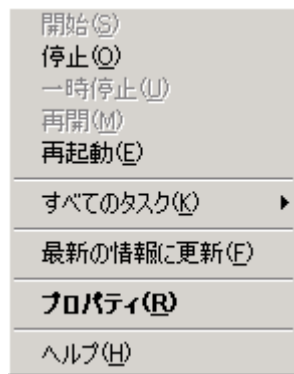 開始(S)
停止(O)
一時停止(U)
再開(M)
再起動(E)
すべてのタスク(K)
最新の情報に更新(F)
プロパティ(R)
ヘルプ(H)